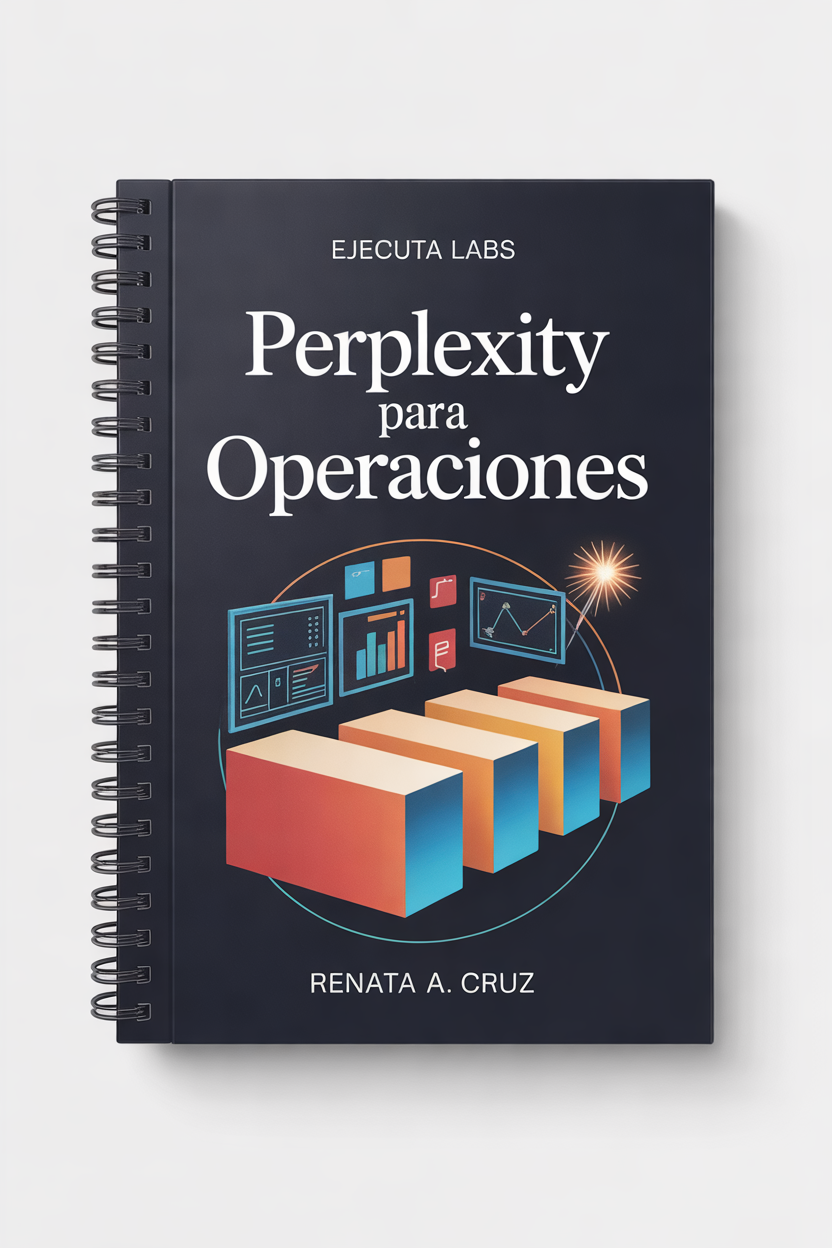 EJECUTA LABS
Perplexity
para
Operaciones
RENATA A. CRUZ